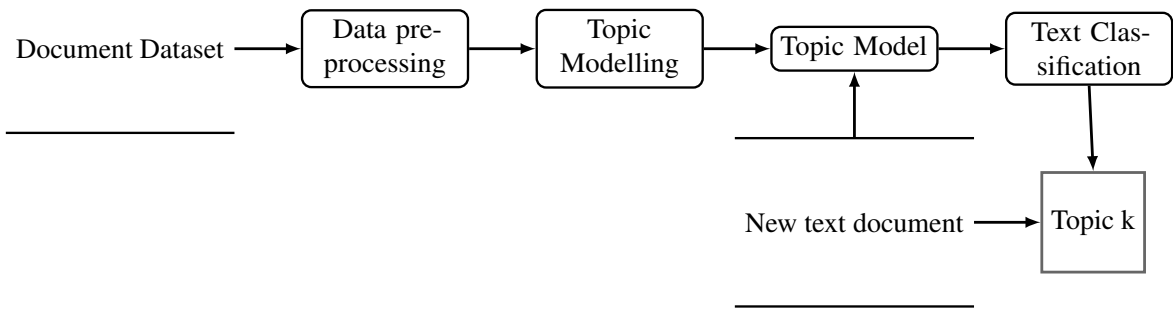 Document Dataset
Data pre-
processing
Topic
Modelling
Topic Model
Text Clas-
sification
New text document
Topic k